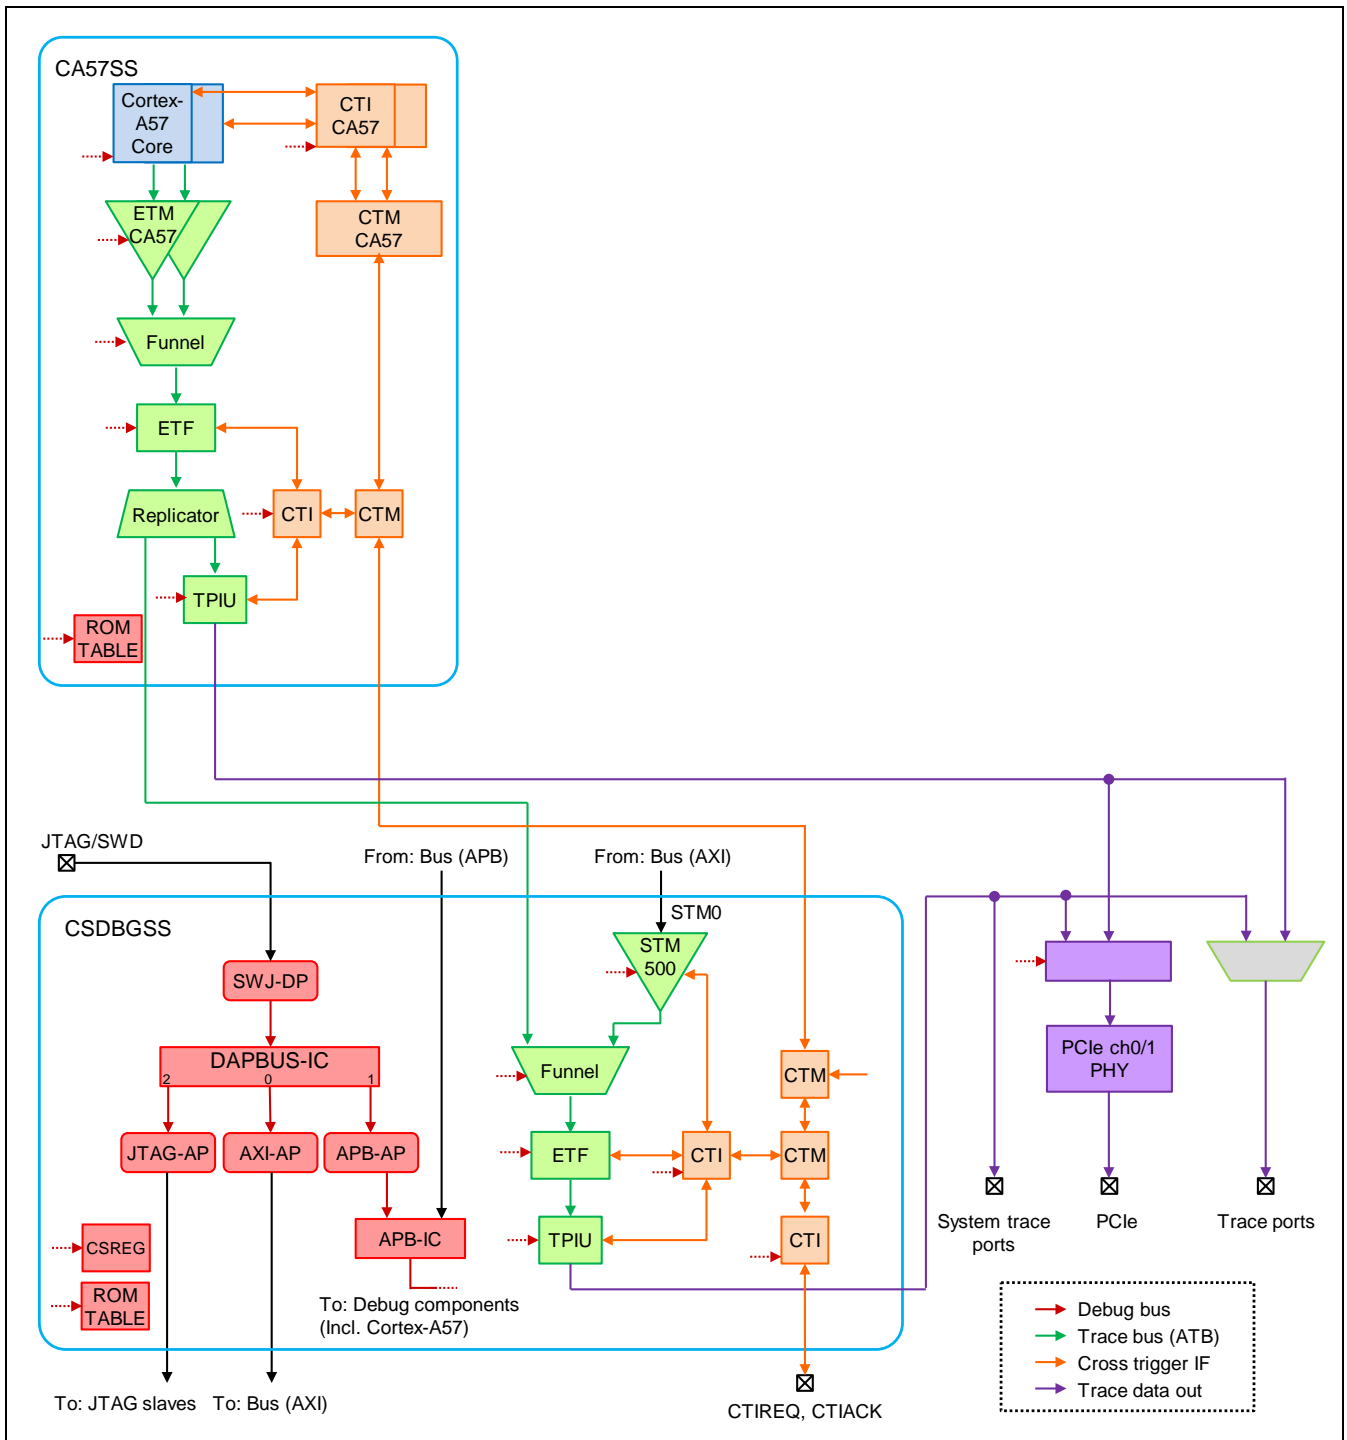 CA57SS
Cortex-
A57
Core
CTI
CA57
ETM
CA57
CTM
CA57
Funnel
ETF
Replicator
CTI
CTM
TPIU
ROM
TABLE
JTAG/SWD
From: Bus (APB)
From: Bus (AXI)
STM0
CSDBGSS
STM
500
SWJ-DP
DAPBUS-IC
2
0
1
Funnel
CTM
PCIe ch0/1
PHY
JTAG-AP
AXI-AP
APB-AP
ETF
CTI
CTM
CSREG
APB-IC
TPIU
CTI
System trace
ports
PCIe
Trace ports
ROM
TABLE
To: Debug components
(Incl. Cortex-A57)
Debug bus
Trace bus (ATB)
Cross trigger IF
Trace data out
To: JTAG slaves
To: Bus (AXI)
CTIREQ, CTIACK